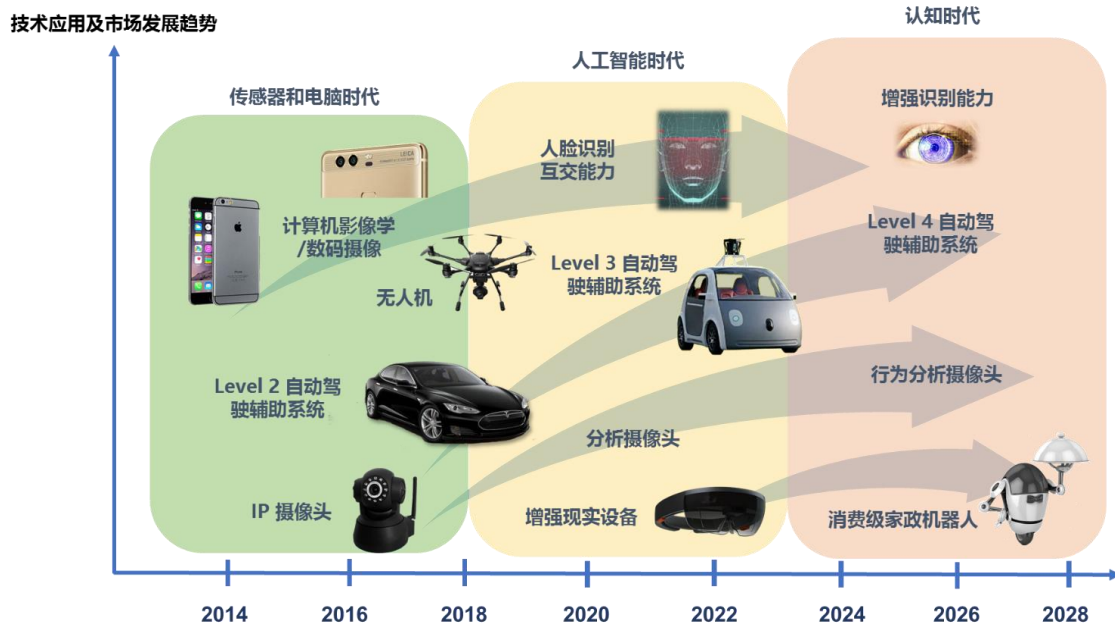 技术应用及市场发展趋势
认知时代
人工智能时代
传感器和电脑时代
增强识别能力
人脸识别
互交能力
LEICA
计算机影像学
/数码摄像
Level 4 自动驾
驶辅助系统
Level 3 自动驾
驶辅助系统
无人机
Level 2 自动驾
驶辅助系统
行为分析摄像头
分析摄像头
IP 摄像头
增强现实设备
消费级家政机器人
2014
2016
2018
2020
2022
2024
2026
2028